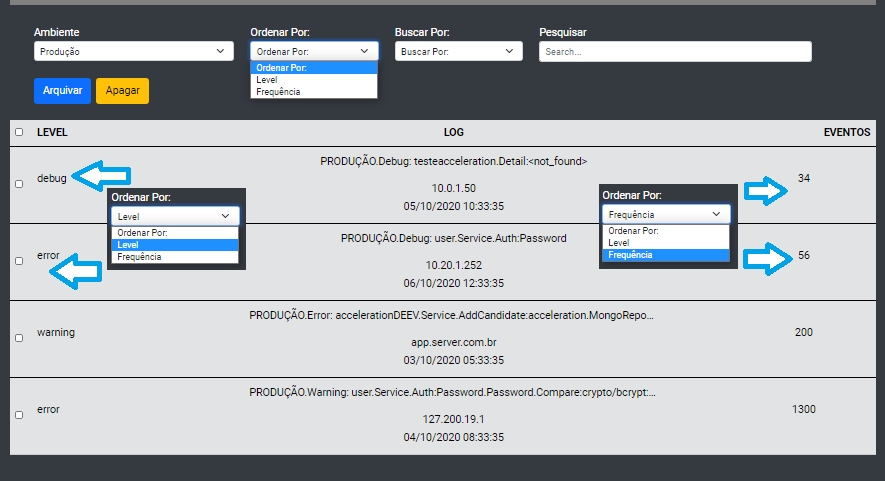 Ambiente
Produção
Ordenar Por:
Ordenar Por:
Ordenar Por:
Level
Frequência
Buscar Por:
Buscar Por:
Pesquisar
Search...
Arquivar
Apagar
LEVEL LOG EVENTOS
debug
PRODUÇÃO.Debug: testeacceleration.Detail:<not_found>
10.0.1.50
05/10/2020 10:33:35
34
Ordenar Por:
Level
Ordenar Por:
Level
Frequência
Ordenar Por:
Frequência
Ordenar Por:
Level
Frequência
error
PRODUÇÃO.Debug: user.Service.Auth:Password
10.20.1.252
06/10/2020 12:33:35
56
warning
PRODUÇÃO.Error: accelerationDEEV.Service.AddCandidate:acceleration.MongoRepo...
app.server.com.br
03/10/2020 05:33:35
200
error
PRODUÇÃO.Warning: user.Service.Auth:Password.Password.Compare:crypto/bcrypt:...
127.200.19.1
04/10/2020 08:33:35
1300